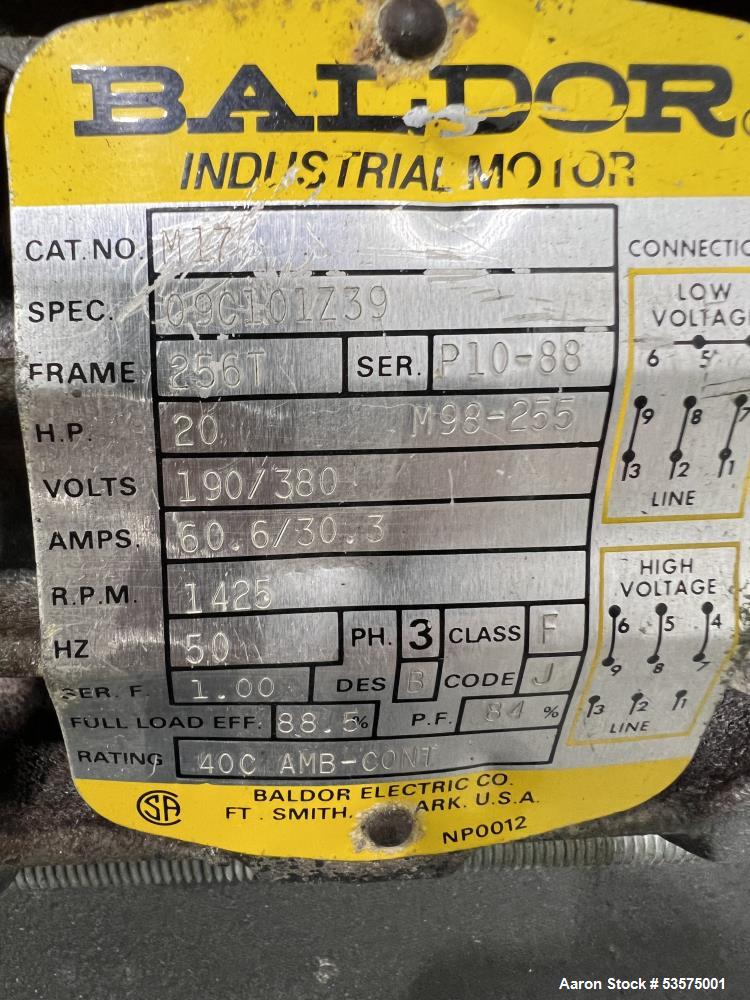 BALDOR
INDUSTRIAL MOTOR
CAT. NO. M17
SPEC. 09C101Z39
FRAME 256T SER. P10-88
H.P. 20 M98-255
VOLTS 190/380
AMPS. 60.6/30.3
R.P.M. 1425
HZ 50 PH. 3 CLASS F
SER. F. 1.00 DES B CODE J
FULL LOAD EFF. 88.5% P.F. 84 %
RATING 40C AMB-CONT
CONNECTIO
LOW
VOLTAGE
6 5
9 8 7
3 2 1
LINE
HIGH
VOLTAGE
6 5 4
9 8 7
3 2 1
LINE
SA
BALDOR ELECTRIC CO.
FT. SMITH, ARK. U.S.A.
NP0012
Aaron Stock # 53575001